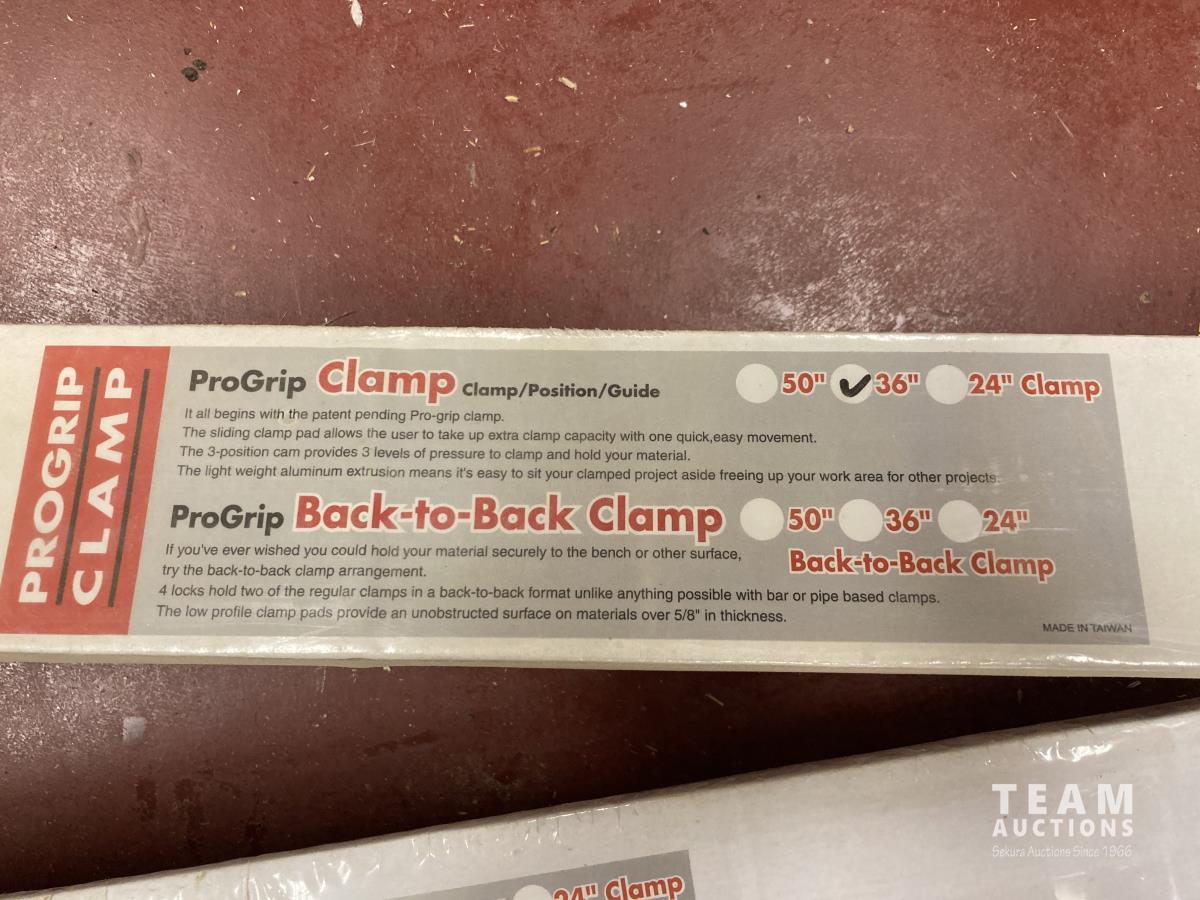 PROGRIP
CLAMP
ProGrip Clamp Clamp/Position/Guide
50" 36" 24" Clamp
It all begins with the patent pending Pro-grip clamp.
The sliding clamp pad allows the user to take up extra clamp capacity with one quick,easy movement.
The 3-position cam provides 3 levels of pressure to clamp and hold your material.
The light weight aluminum extrusion means it's easy to sit your clamped project aside freeing up your work area for other projects.
ProGrip Back-to-Back Clamp
50" 36" 24"
Back-to-Back Clamp
If you've ever wished you could hold your material securely to the bench or other surface,
try the back-to-back clamp arrangement.
4 locks hold two of the regular clamps in a back-to-back format unlike anything possible with bar or pipe based clamps.
The low profile clamp pads provide an unobstructed surface on materials over 5/8" in thickness.
MADE IN TAIWAN
24" Clamp
TEAM
AUCTIONS
Sekura Auctions Since 1966